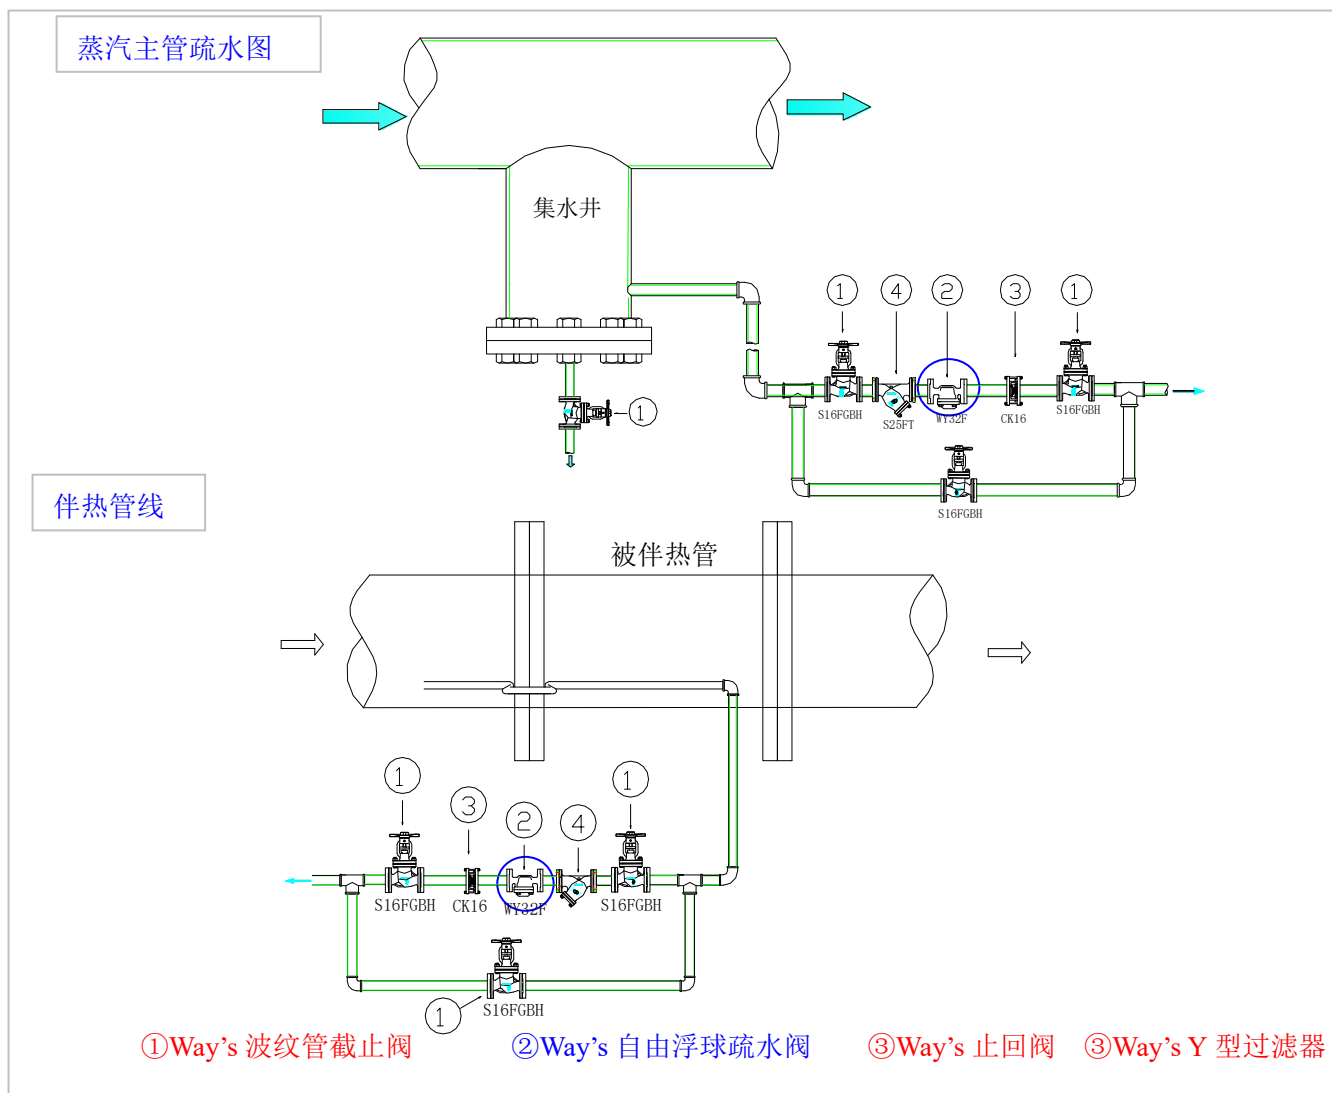 蒸汽主管疏水图
集水井
1 4 2 3 1
S16FGBH S25FT WY32F CK16 S16FGBH
1
S16FGBH
伴热管线
被伴热管
1 3 2 4 1
S16FGBH CK16 WY32F S16FGBH
1 S16FGBH
①Way's 波纹管截止阀 ②Way's 自由浮球疏水阀 ③Way's 止回阀 ③Way's Y 型过滤器